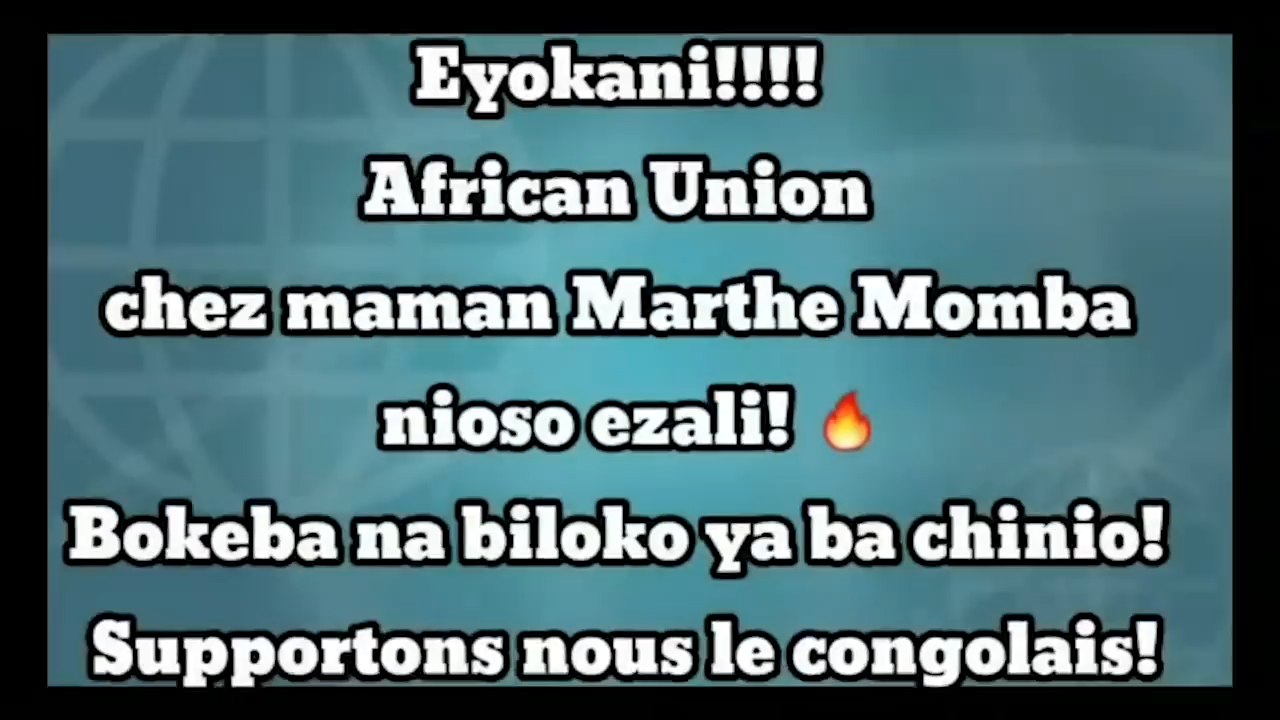 Eyokani!!!!
African Union
chez maman Marthe Momba
nioso ezali! 🔥
Bokeba na biloko ya ba chinio!
Supportons nous le congolais!